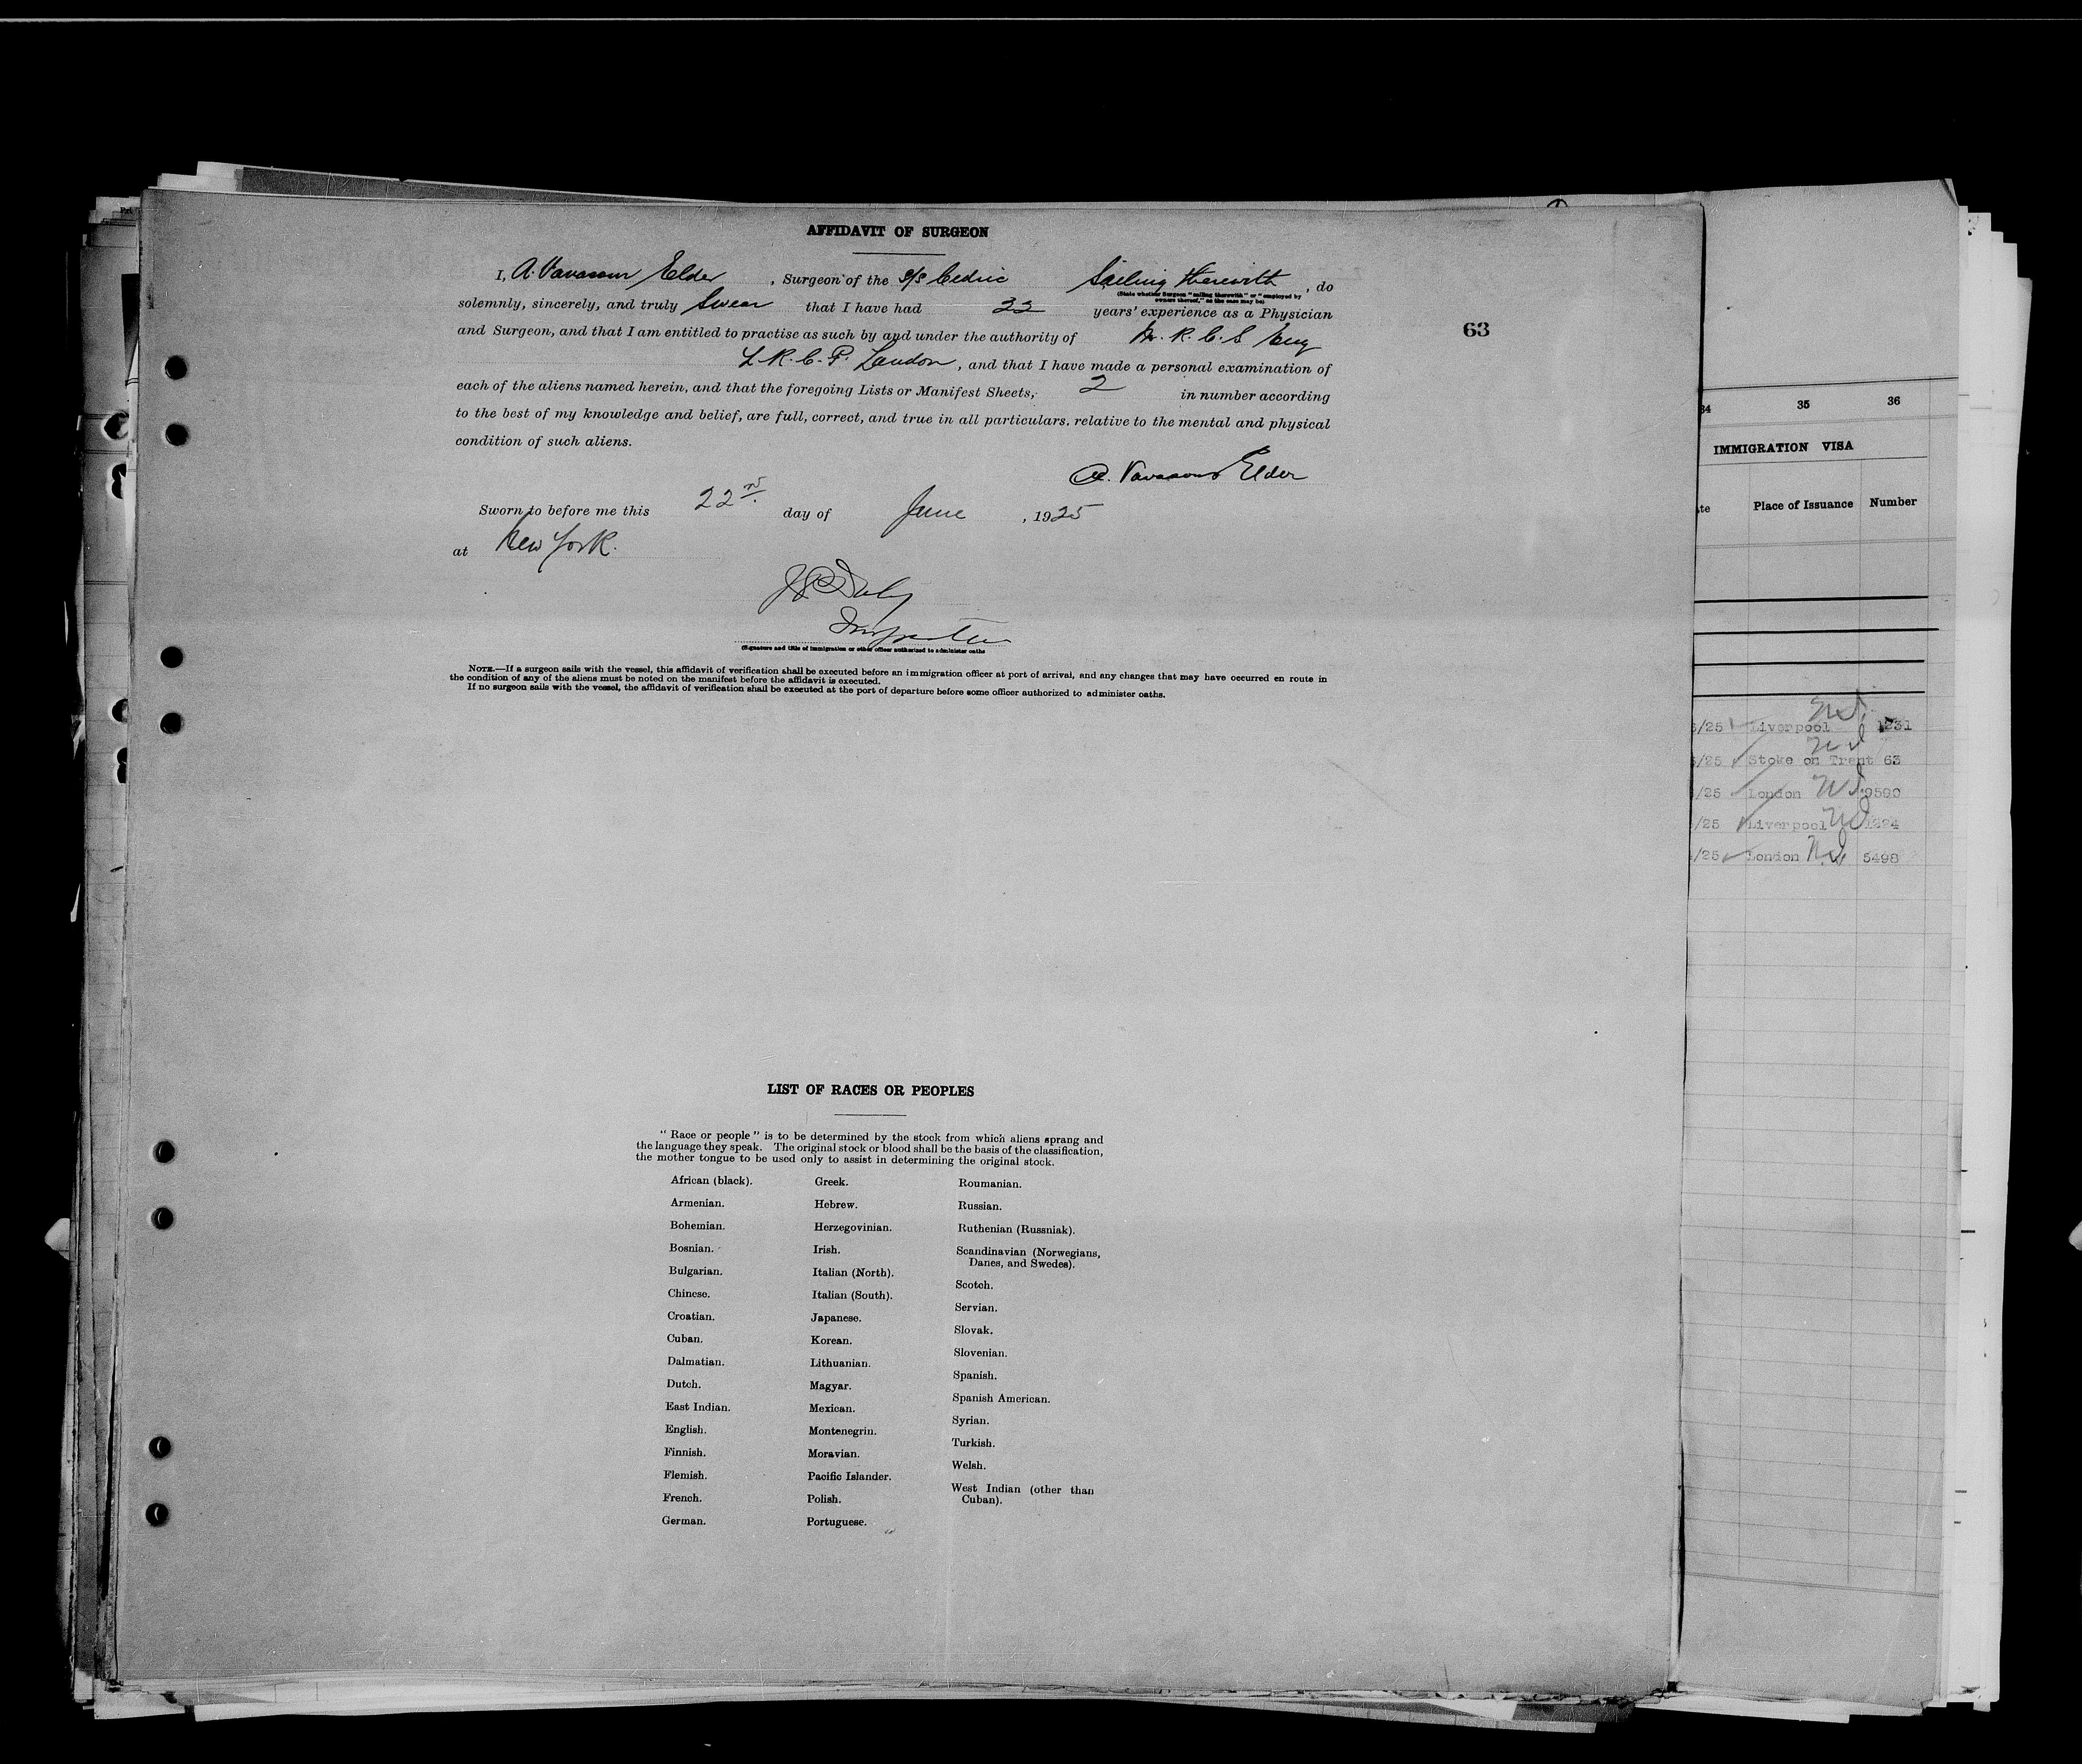 AFFIDAVIT OF SURGEON
I, A. Vavasour Elder, Surgeon of the S/S Cedric Sailing therewith, do
(State whether Surgeon "sailing therewith" or "employed by
owners thereof," as the case may be)
solemnly, sincerely, and truly Swear that I have had 22 years' experience as a Physician
and Surgeon, and that I am entitled to practise as such by and under the authority of M. R. C. S. Eng
L. R. C. P. London, and that I have made a personal examination of
each of the aliens named herein, and that the foregoing Lists or Manifest Sheets, 2 in number according
to the best of my knowledge and belief, are full, correct, and true in all particulars, relative to the mental and physical
condition of such aliens.
63
A. Vavasour Elder
Sworn to before me this 22nd day of June, 1925
at New York.
Inspector
(Signature and title of immigration or other officer authorized to administer oaths
NOTE.—If a surgeon sails with the vessel, this affidavit of verification shall be executed before an immigration officer at port of arrival, and any changes that may have occurred en route in
the condition of any of the aliens must be noted on the manifest before the affidavit is executed.
If no surgeon sails with the vessel, the affidavit of verification shall be executed at the port of departure before some officer authorized to administer oaths.
LIST OF RACES OR PEOPLES
"Race or people" is to be determined by the stock from which aliens sprang and
the language they speak. The original stock or blood shall be the basis of the classification,
the mother tongue to be used only to assist in determining the original stock.
African (black).
Armenian.
Bohemian.
Bosnian.
Bulgarian.
Chinese.
Croatian.
Cuban.
Dalmatian.
Dutch.
East Indian.
English.
Finnish.
Flemish.
French.
German.
Greek.
Hebrew.
Herzegovinian.
Irish.
Italian (North).
Italian (South).
Japanese.
Korean.
Lithuanian.
Magyar.
Mexican.
Montenegrin.
Moravian.
Pacific Islander.
Polish.
Portuguese.
Roumanian.
Russian.
Ruthenian (Russniak).
Scandinavian (Norwegians,
Danes, and Swedes).
Scotch.
Servian.
Slovak.
Slovenian.
Spanish.
Spanish American.
Syrian.
Turkish.
Welsh.
West Indian (other than
Cuban).
34 35 36
IMMIGRATION VISA
te Place of Issuance Number
/25 Liverpool 1231
/25 Stoke on Trent 63
/25 London
/25 Liverpool
/25 London 5498